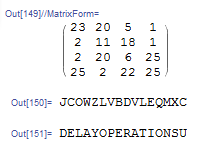 Out[149]//MatrixForm=
23 20 5 1
2 11 18 1
2 20 6 25
25 2 22 25
Out[150]= JCOWZLVBDVLEQMXC
Out[151]= DELAYOPERATIONSU